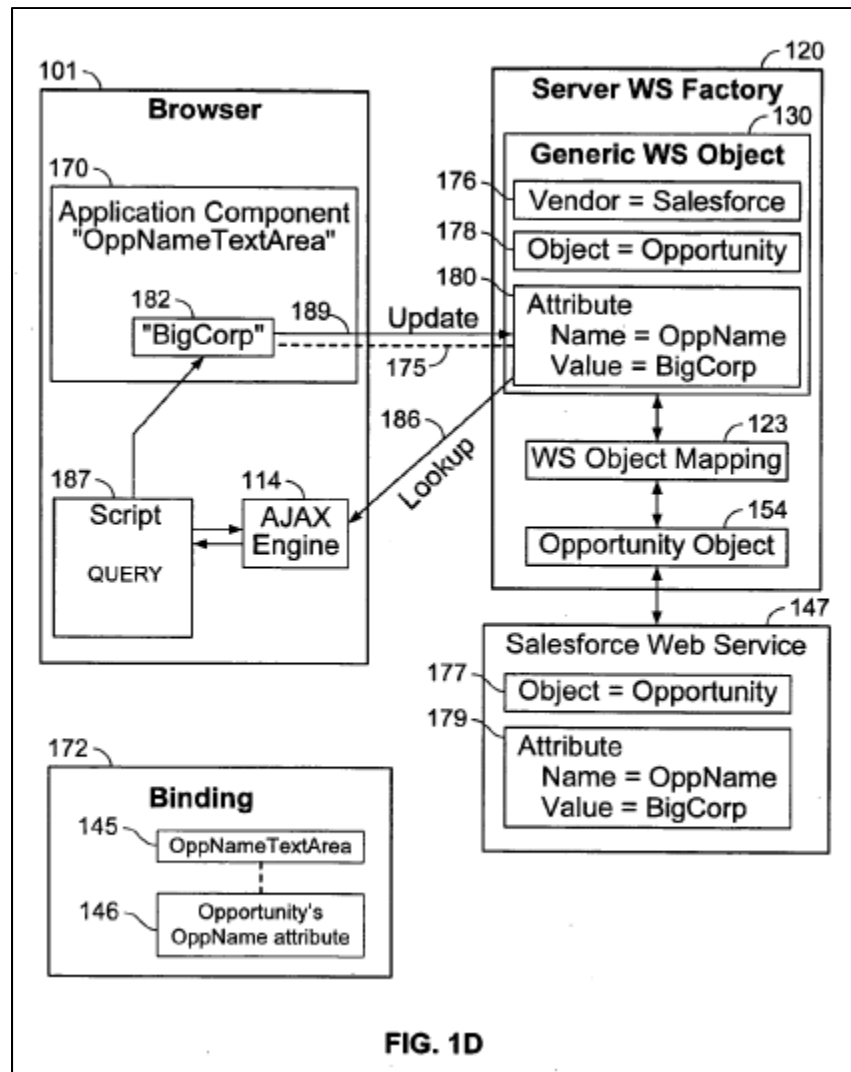 101
Browser
170
Application Component
"OppNameTextArea"
182
"BigCorp"
189
Update
175
186
Lookup
187
Script
QUERY
114
AJAX
Engine
120
Server WS Factory
130
Generic WS Object
176
Vendor = Salesforce
178
Object = Opportunity
180
Attribute
Name = OppName
Value = BigCorp
123
WS Object Mapping
154
Opportunity Object
147
Salesforce Web Service
177
Object = Opportunity
179
Attribute
Name = OppName
Value = BigCorp
172
Binding
145
OppNameTextArea
146
Opportunity's
OppName attribute
FIG. 1D